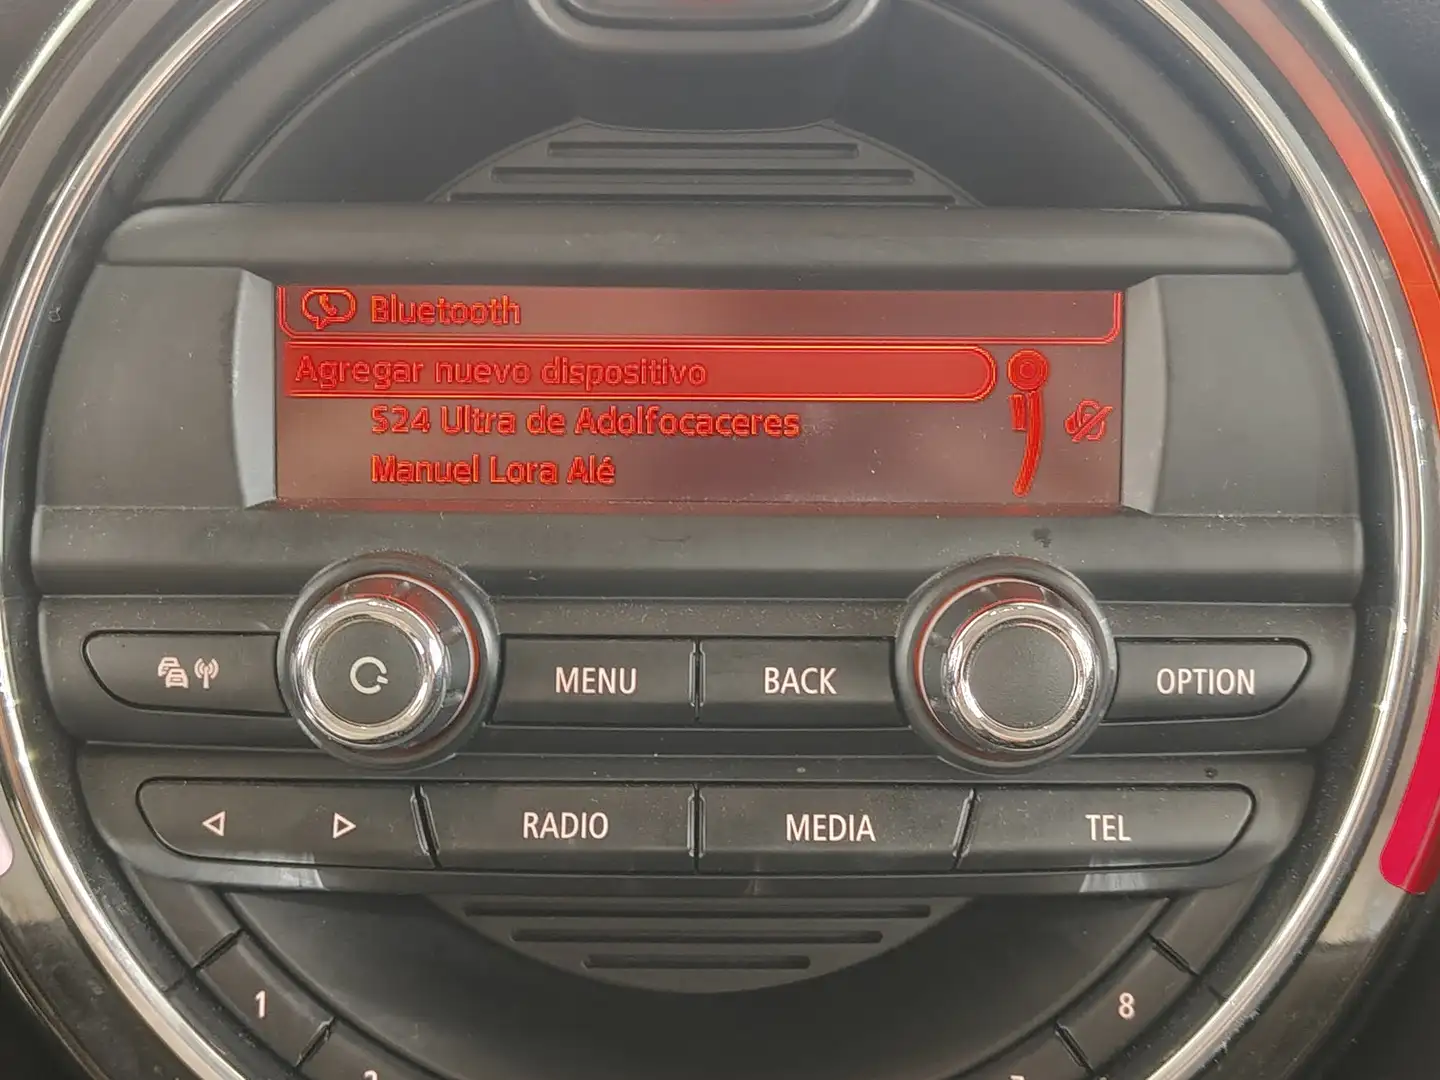 Bluetooth
Agregar nuevo dispositivo
S24 Ultra de Adolfocaceres
Manuel Lora Alé
MENU
BACK
OPTION
RADIO
MEDIA
TEL
1
8